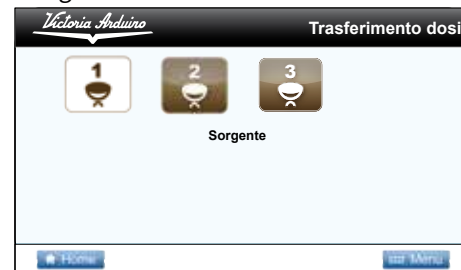 Victoria Arduino
Trasferimento dosi
1 2 3
Sorgente
Home Menu